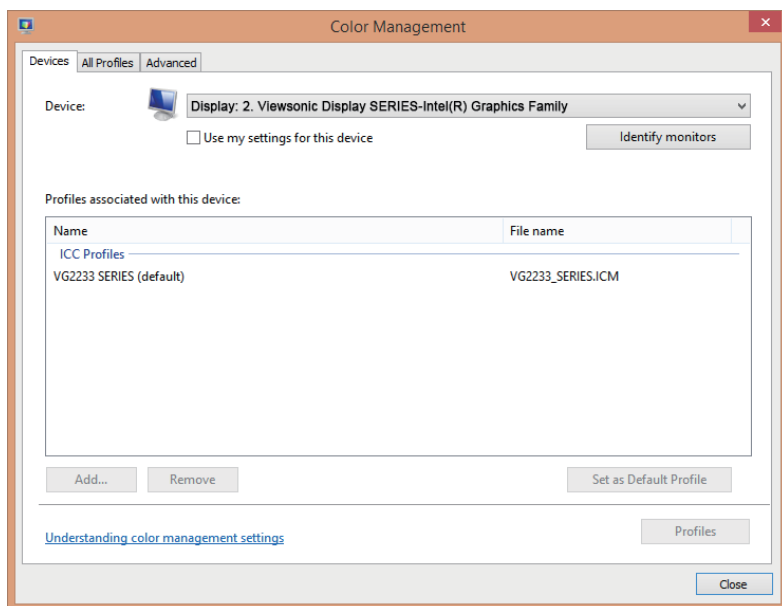 Color Management
Devices All Profiles Advanced
Device: Display: 2. Viewsonic Display SERIES-Intel(R) Graphics Family
Use my settings for this device Identify monitors
Profiles associated with this device:
Name File name
ICC Profiles
VG2233 SERIES (default) VG2233_SERIES.ICM
Add... Remove Set as Default Profile
Understanding color management settings Profiles
Close